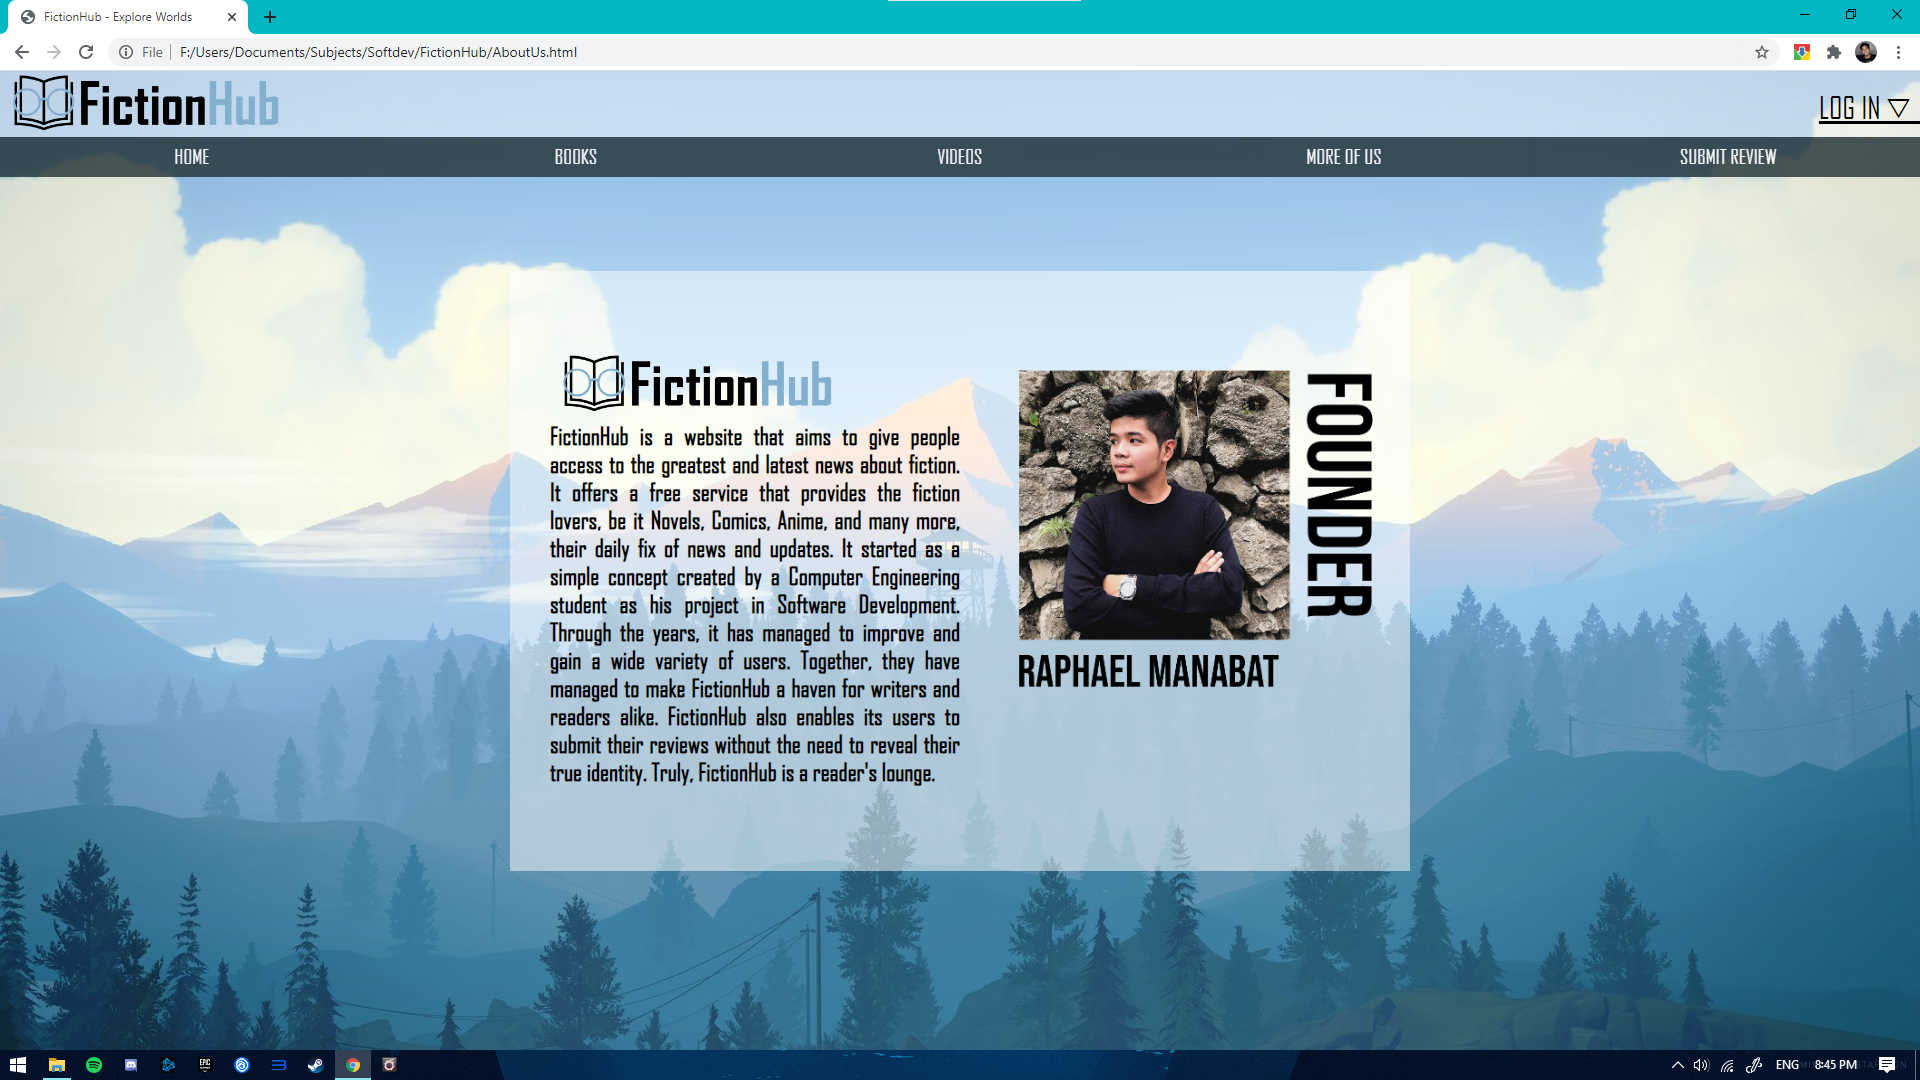 FictionHub - Explore Worlds
File
F:/Users/Documents/Subjects/Softdev/FictionHub/AboutUs.html
FictionHub
LOG IN ▽
HOME
BOOKS
VIDEOS
MORE OF US
SUBMIT REVIEW
FictionHub
FictionHub is a website that aims to give people
access to the greatest and latest news about fiction.
It offers a free service that provides the fiction
lovers, be it Novels, Comics, Anime, and many more,
their daily fix of news and updates. It started as a
simple concept created by a Computer Engineering
student as his project in Software Development.
Through the years, it has managed to improve and
gain a wide variety of users. Together, they have
managed to make FictionHub a haven for writers and
readers alike. FictionHub also enables its users to
submit their reviews without the need to reveal their
true identity. Truly, FictionHub is a reader's lounge.
FOUNDER
RAPHAEL MANABAT
EPIC
ENG
8:45 PM